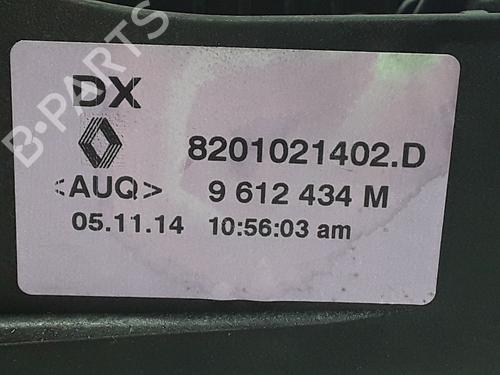 DX
8201021402.D
<AUQ> 9 612 434 M
05.11.14 10:56:03 am
B-PARTS